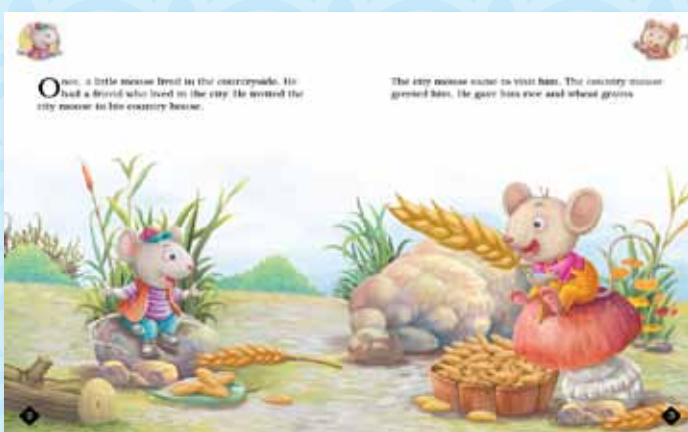 Once, a little mouse lived in the countryside. He
had a friend who lived in the city. He invited the
city mouse to his country house.
The city mouse came to visit him. The country mouse
greeted him. He gave him rice and wheat grains
2
3